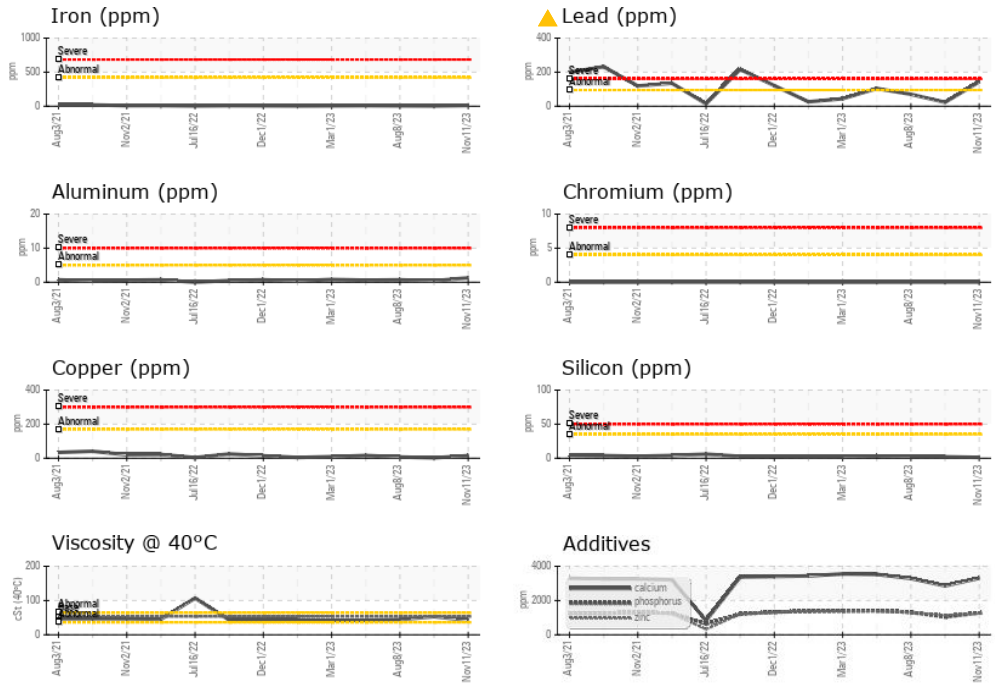 Iron (ppm)
1000
500
0
ppm
Severe
Abnormal
Aug3/21
Nov2/21
Jul16/22
Dec1/22
Mar1/23
Aug8/23
Nov11/23
Lead (ppm)
400
200
0
ppm
Severe
Abnormal
Aug3/21
Nov2/21
Jul16/22
Dec1/22
Mar1/23
Aug8/23
Nov11/23
Aluminum (ppm)
20
10
0
ppm
Severe
Abnormal
Aug3/21
Nov2/21
Jul16/22
Dec1/22
Mar1/23
Aug8/23
Nov11/23
Chromium (ppm)
10
5
0
ppm
Severe
Abnormal
Aug3/21
Nov2/21
Jul16/22
Dec1/22
Mar1/23
Aug8/23
Nov11/23
Copper (ppm)
400
200
0
ppm
Severe
Abnormal
Aug3/21
Nov2/21
Jul16/22
Dec1/22
Mar1/23
Aug8/23
Nov11/23
Silicon (ppm)
100
50
0
ppm
Severe
Abnormal
Aug3/21
Nov2/21
Jul16/22
Dec1/22
Mar1/23
Aug8/23
Nov11/23
Viscosity @ 40°C
200
100
0
cSt (40°C)
Abnormal
Abnormal
Aug3/21
Nov2/21
Jul16/22
Dec1/22
Mar1/23
Aug8/23
Nov11/23
Additives
4000
2000
0
ppm
calcium
phosphorus
zinc
Aug3/21
Nov2/21
Jul16/22
Dec1/22
Mar1/23
Aug8/23
Nov11/23